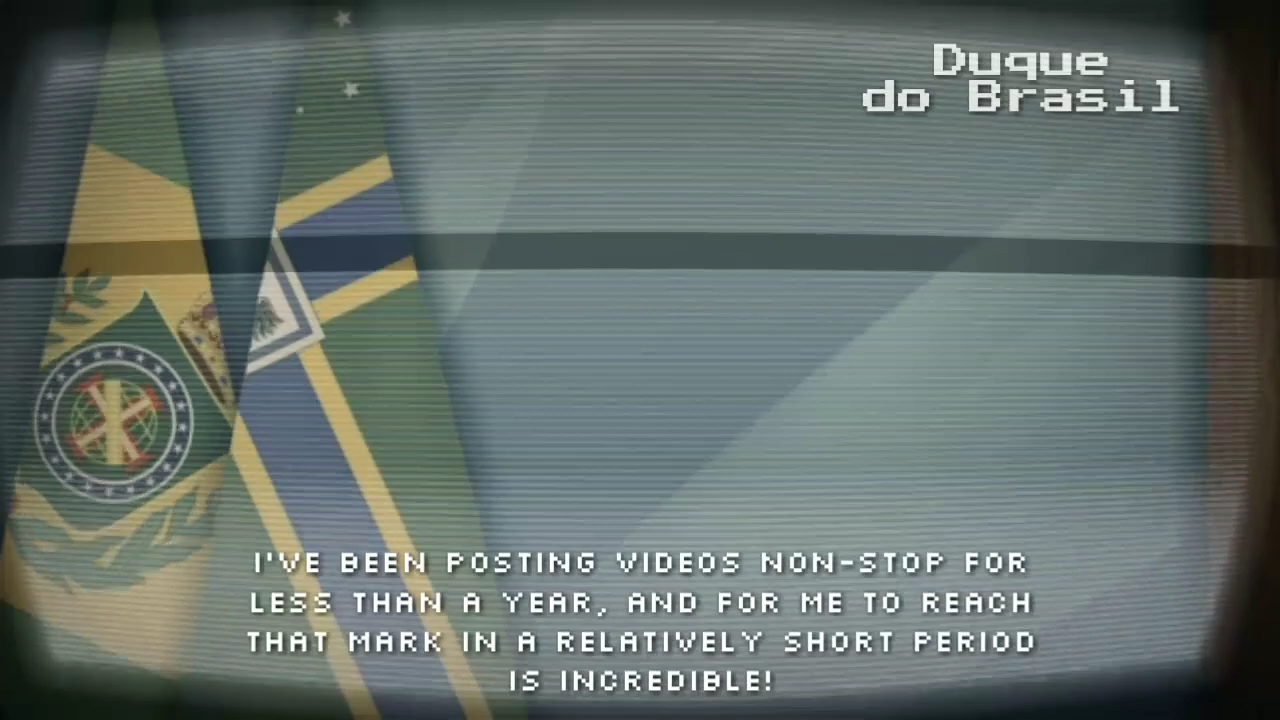 Duque
do Brasil
I'VE BEEN POSTING VIDEOS NON-STOP FOR
LESS THAN A YEAR, AND FOR ME TO REACH
THAT MARK IN A RELATIVELY SHORT PERIOD
IS INCREDIBLE!